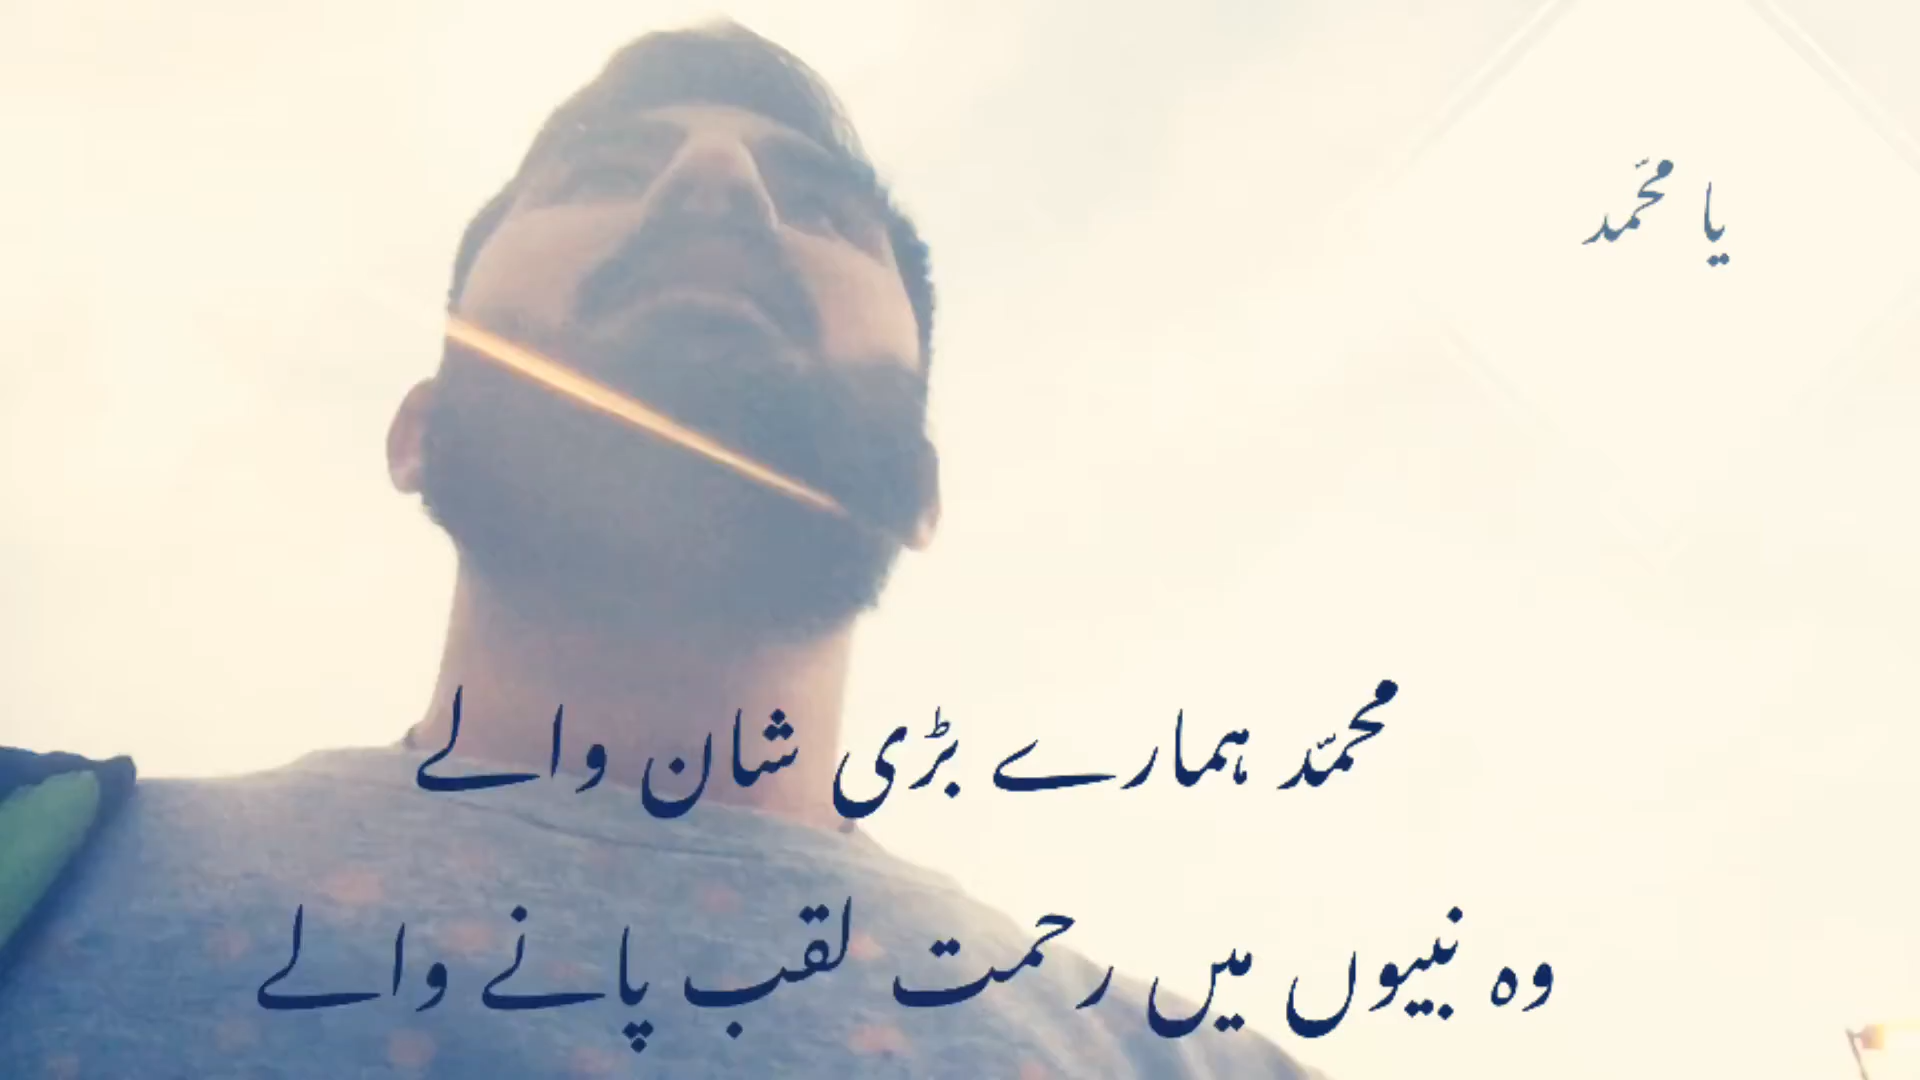 یا محمّد
محمّد ہمارے بڑی شان والے
وہ نبیوں میں رحمت لقب پانے والے